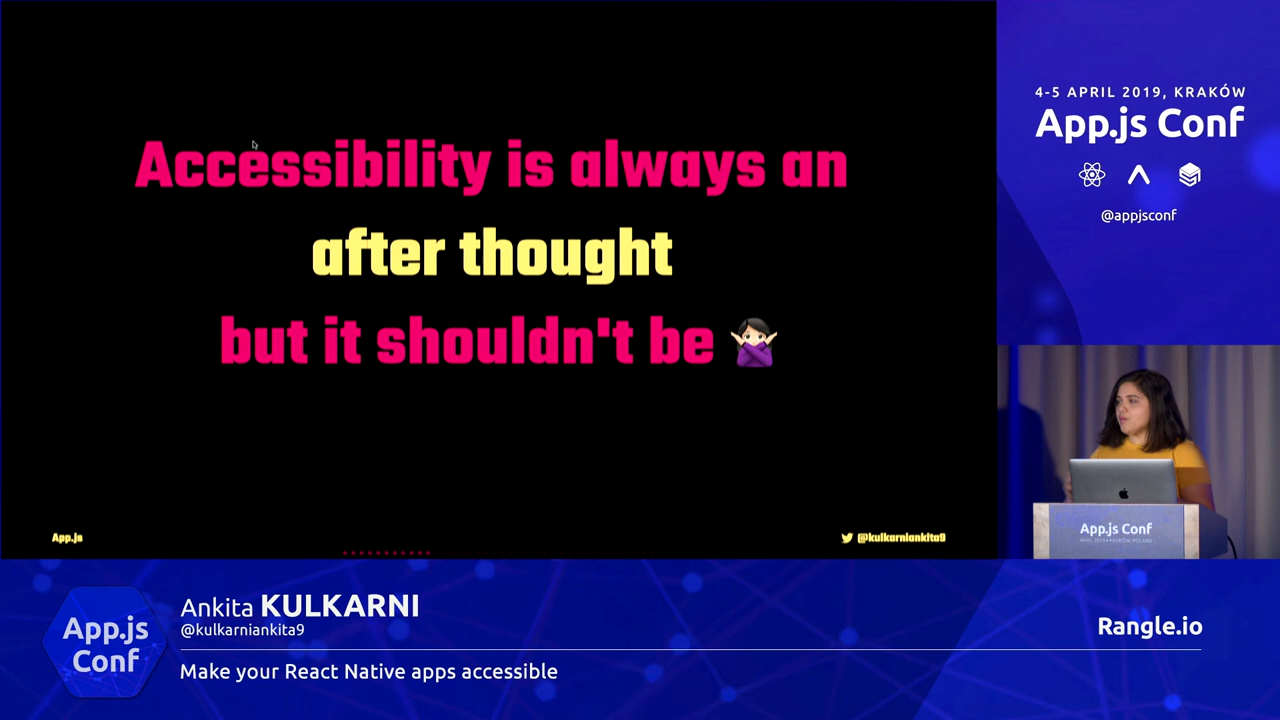 Accessibility is always an
after thought
but it shouldn't be
App.js
@kulkarniankita9
4-5 APRIL 2019, KRAKÓW
App.js Conf
@appjsconf
App.js Conf
App.js
Conf
Ankita KULKARNI
@kulkarniankita9
Make your React Native apps accessible
Rangle.io